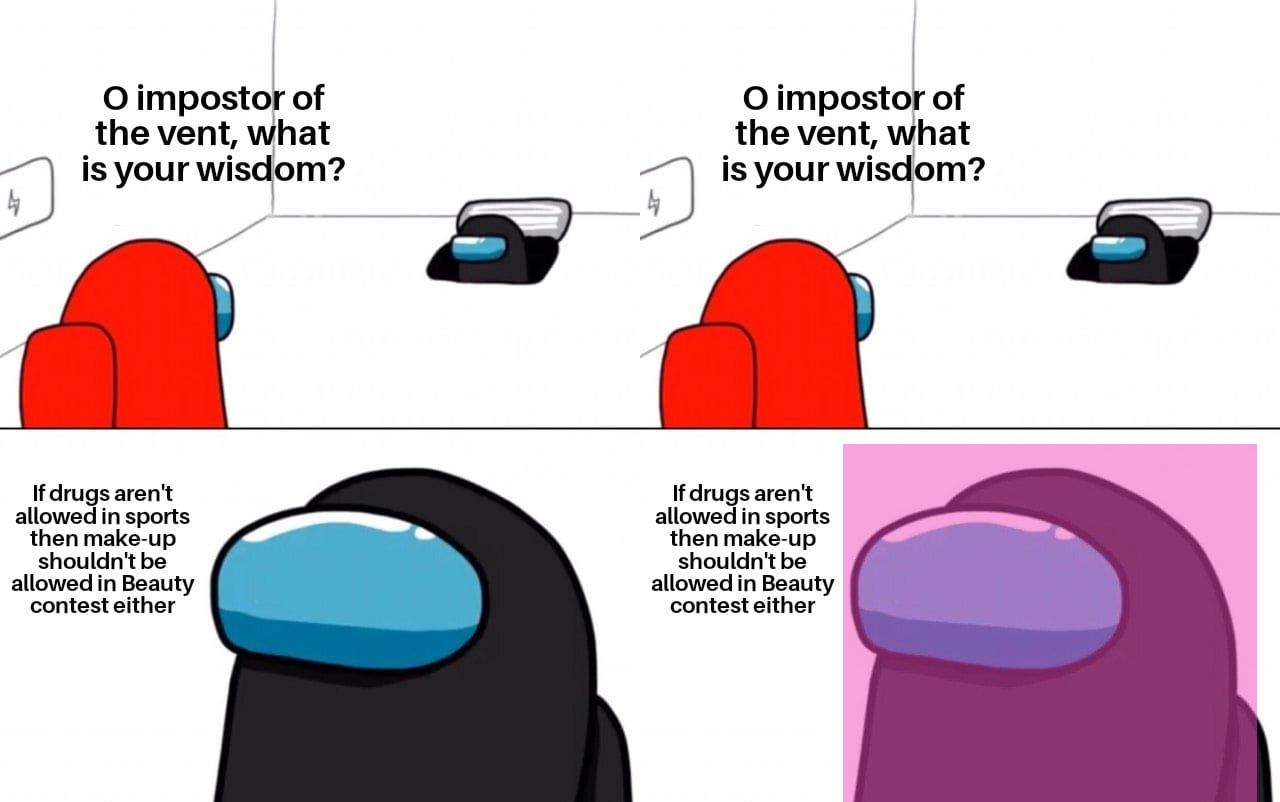 O impostor of
the vent, what
is your wisdom?
O impostor of
the vent, what
is your wisdom?
If drugs aren't
allowed in sports
then make-up
shouldn't be
allowed in Beauty
contest either
If drugs aren't
allowed in sports
then make-up
shouldn't be
allowed in Beauty
contest either